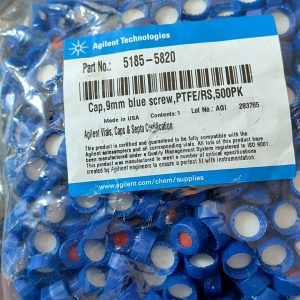 Agilent Technologies
Part No.: 5185-5820
Cap,9mm blue screw,PTFE/RS,500PK
Made in USA Contents: 1 Lot No.: AGI 283765
Agilent Vials, Caps & Septa Certification
This product is certified and guaranteed to be fully compatible with the
Agilent autosamplers and of corresponding vials. All lots of this product have
been manufactured under a Quality Management System registered to ISO 9001.
This product was manufactured to meet a number of critical specifications
created by Agilent engineers to ensure a perfect fit with instrumentation.
www.agilent.com/chem/supplies